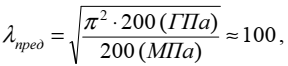 λ_пред = √(π² · 200 (ГПа) / 200 (МПа)) ≈ 100 ,